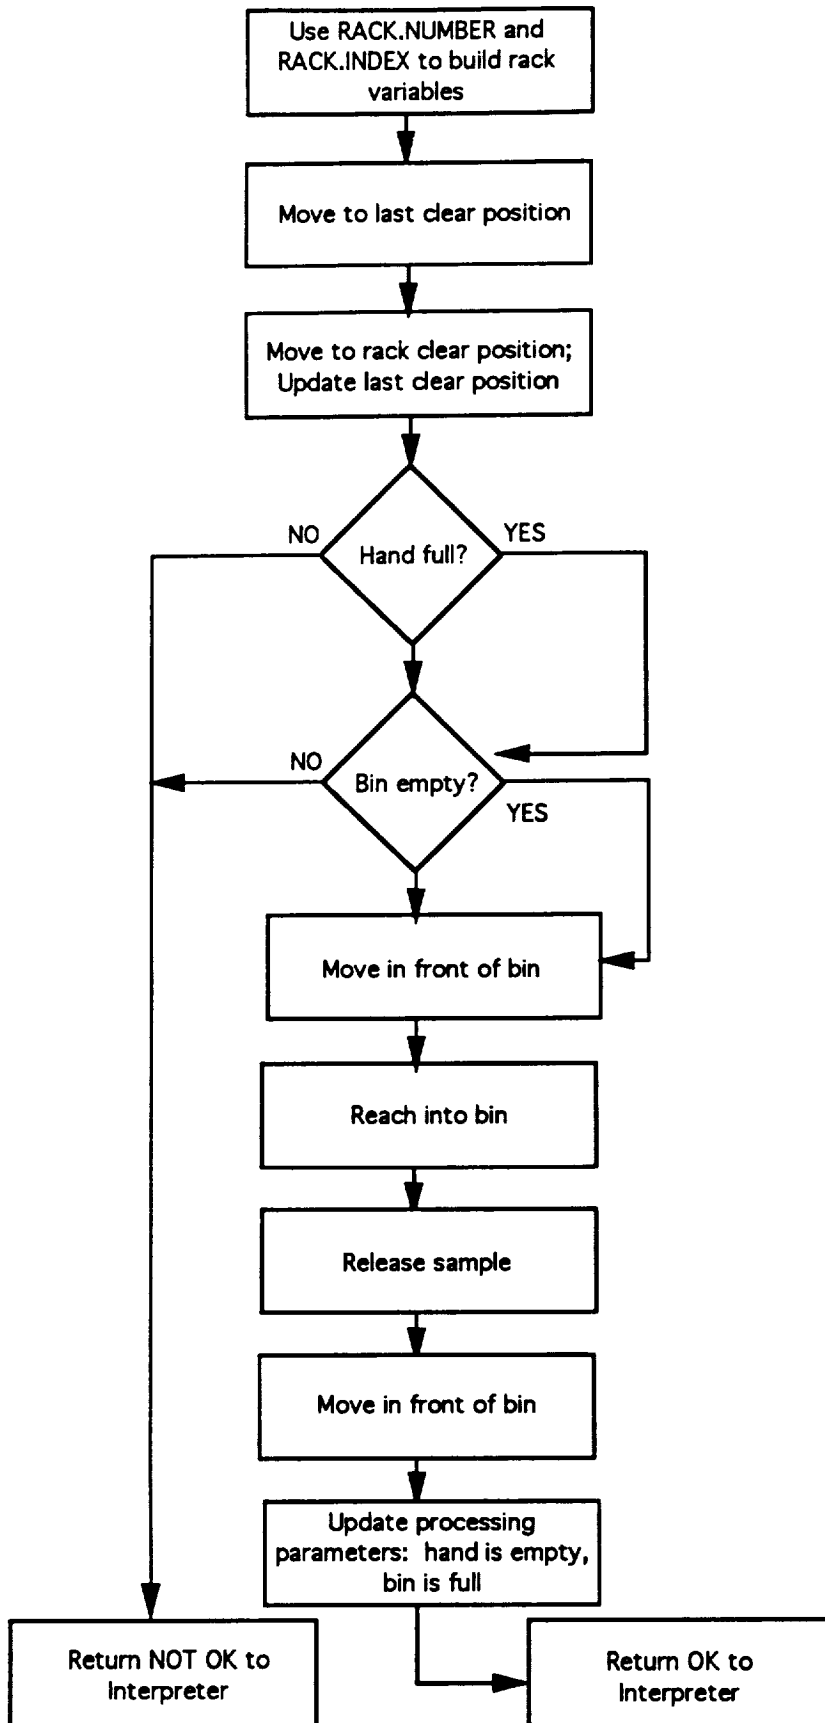 Use RACK.NUMBER and
RACK.INDEX to build rack
variables
Move to last clear position
Move to rack clear position;
Update last clear position
NO
YES
Hand full?
NO
Bin empty?
YES
Move in front of bin
Reach into bin
Release sample
Move in front of bin
Update processing
parameters: hand is empty,
bin is full
Return NOT OK to
Interpreter
Return OK to
Interpreter